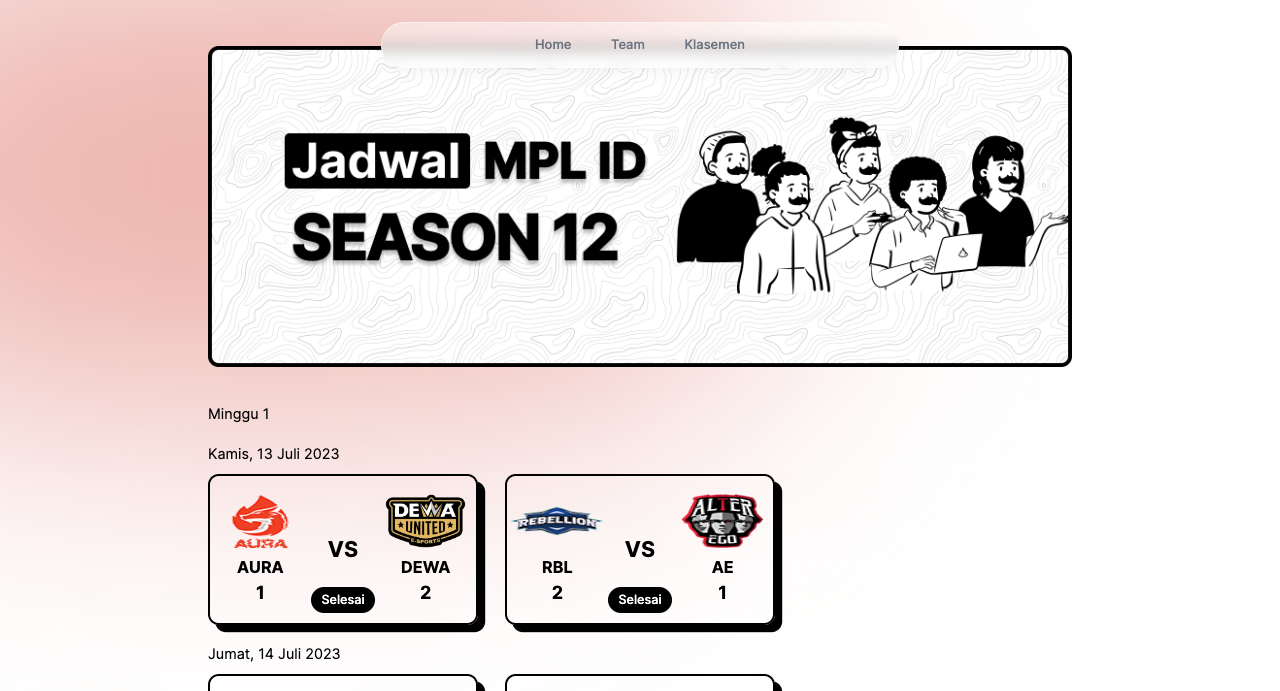 Home Team Klasemen
Jadwal MPL ID
SEASON 12
Minggu 1
Kamis, 13 Juli 2023
AURA
DEWA
UNITED
E-SPORTS
VS
AURA DEWA
1 2
Selesai
REBELLION
ALTER
EGO
VS
RBL AE
2 1
Selesai
Jumat, 14 Juli 2023